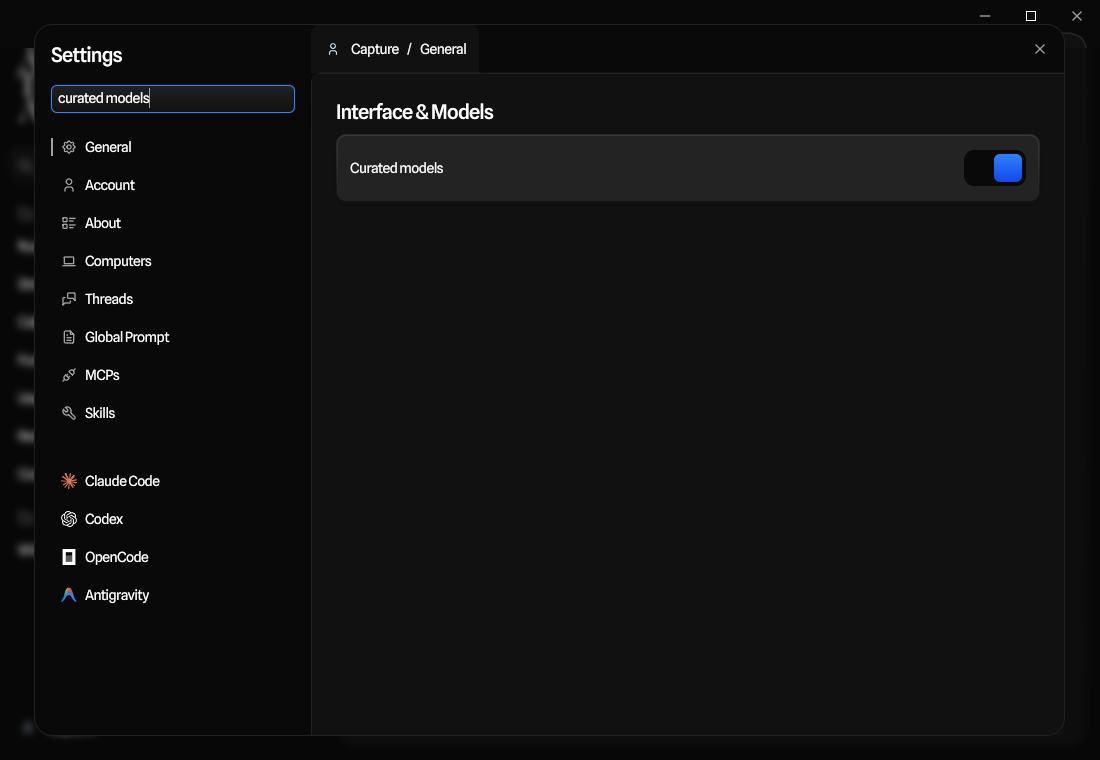 Settings
curated models
General
Account
About
Computers
Threads
Global Prompt
MCPs
Skills
Claude Code
Codex
OpenCode
Antigravity
Capture / General
Interface & Models
Curated models